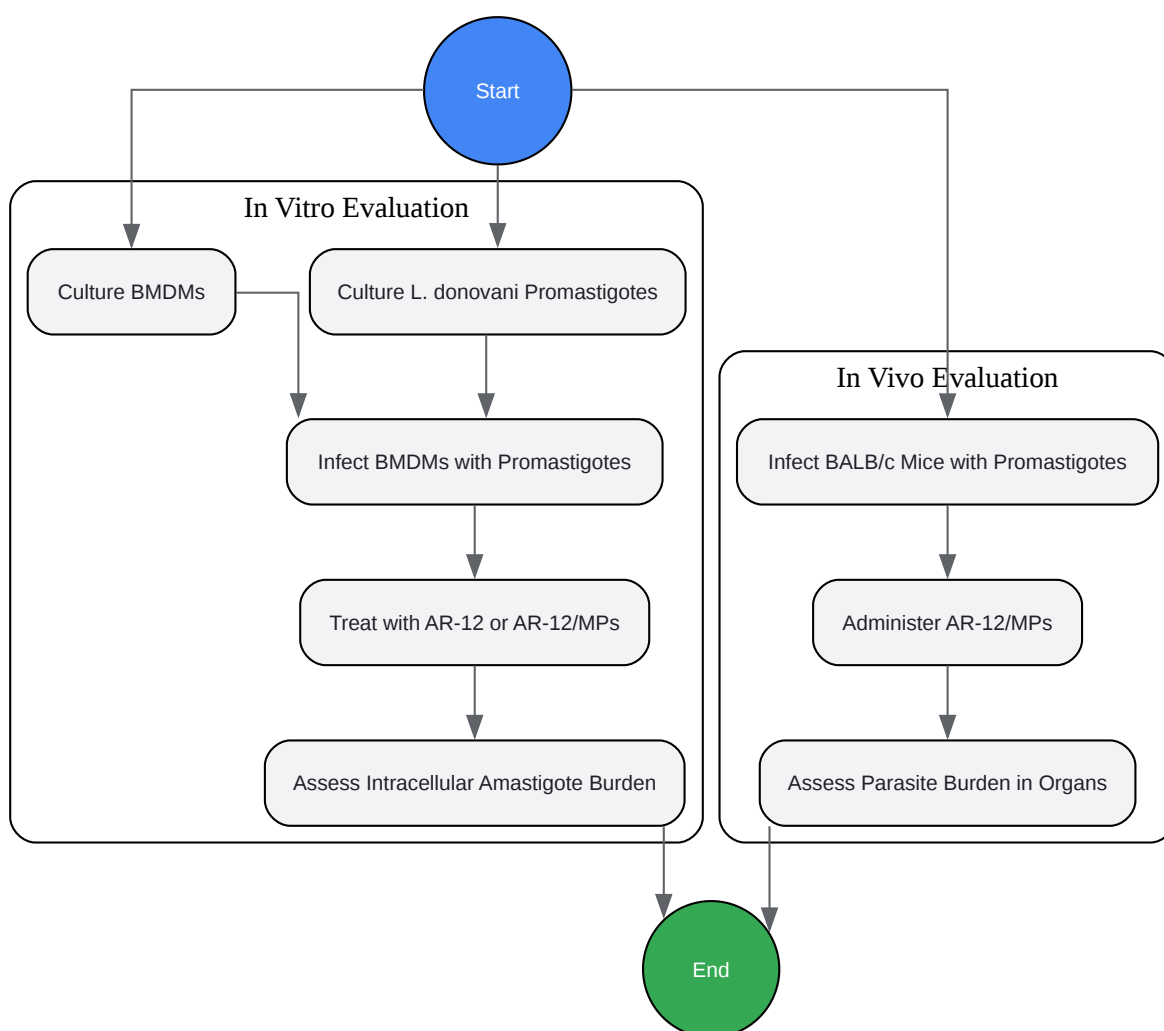 Start
In Vitro Evaluation
Culture BMDMs
Culture L. donovani Promastigotes
In Vivo Evaluation
Infect BMDMs with Promastigotes
Infect BALB/c Mice with Promastigotes
Treat with AR-12 or AR-12/MPs
Administer AR-12/MPs
Assess Intracellular Amastigote Burden
Assess Parasite Burden in Organs
End